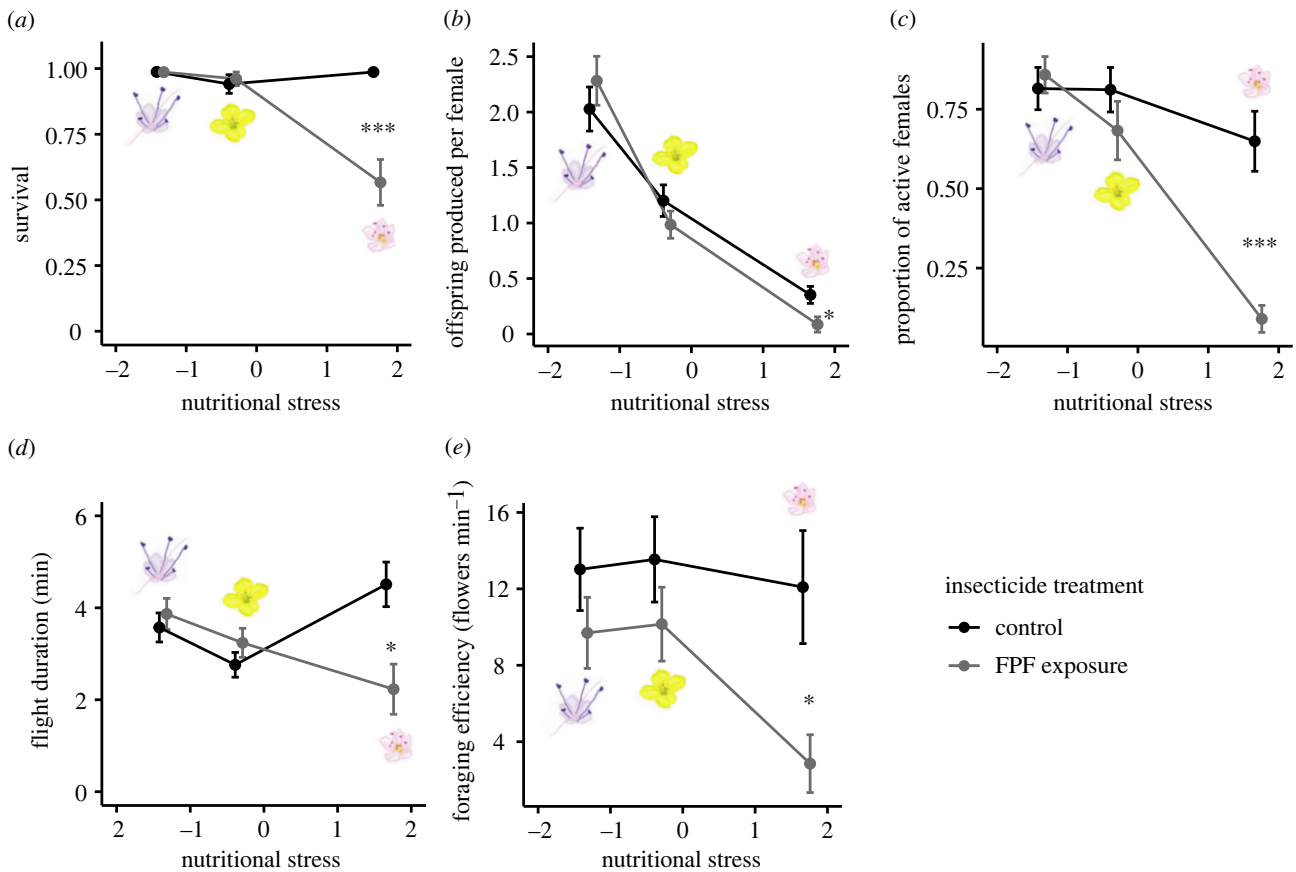 (a)
survival
1.00
0.75
0.50
0.25
0
***
–2 –1 0 1 2
nutritional stress
(b)
offspring produced per female
2.5
2.0
1.5
1.0
0.5
0
*
–2 –1 0 1 2
nutritional stress
(c)
proportion of active females
0.75
0.50
0.25
***
–2 –1 0 1 2
nutritional stress
(d)
flight duration (min)
6
4
2
0
*
2 –1 0 1 2
nutritional stress
(e)
foraging efficiency (flowers min–1)
16
12
8
4
*
–2 –1 0 1 2
nutritional stress
insecticide treatment
control
FPF exposure